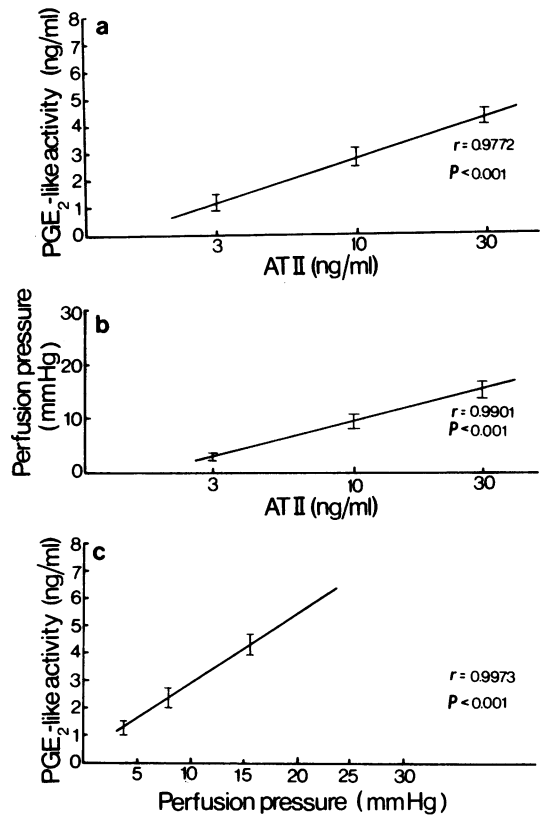 a
PGE2-like activity (ng/ml)
8
7
6
5
4
3
2
1
0
r = 0.9772
P < 0.001
3 10 30
AT II (ng/ml)
b
Perfusion pressure
(mmHg)
30
20
10
0
r = 0.9901
P < 0.001
3 10 30
AT II (ng/ml)
c
PGE2-like activity (ng/ml)
8
7
6
5
4
3
2
1
0
r = 0.9973
P < 0.001
5 10 15 20 25 30
Perfusion pressure (mmHg)